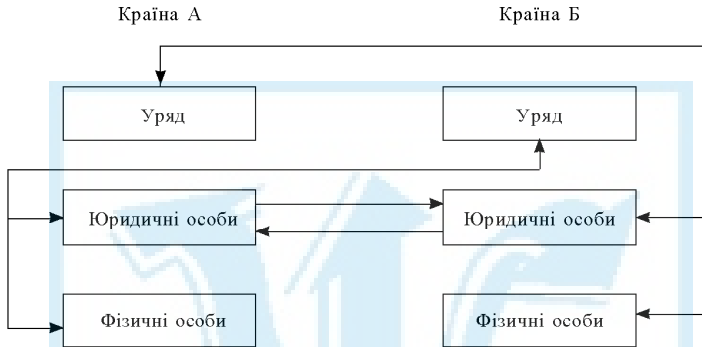 Країна А Країна Б
Уряд Уряд
Юридичні особи Юридичні особи
Фізичні особи Фізичні особи